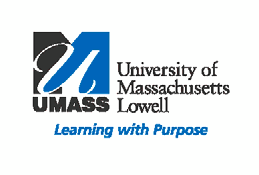 University of
Massachusetts
UMASS Lowell
Learning with Purpose